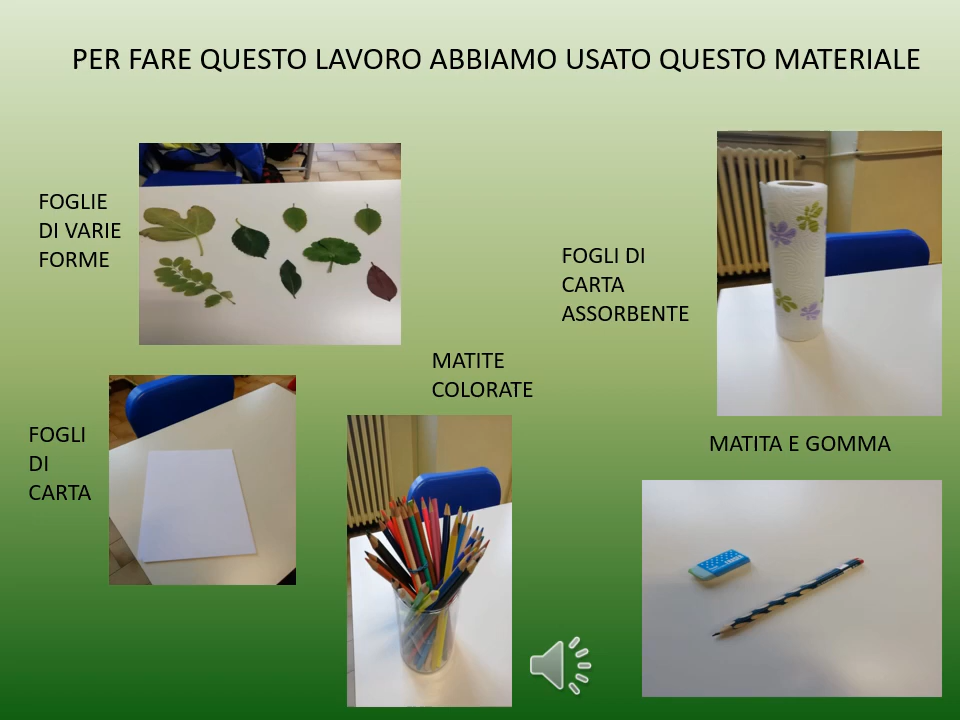 PER FARE QUESTO LAVORO ABBIAMO USATO QUESTO MATERIALE
FOGLIE
DI VARIE
FORME
FOGLI DI
CARTA
ASSORBENTE
MATITE
COLORATE
FOGLI
DI
CARTA
MATITA E GOMMA